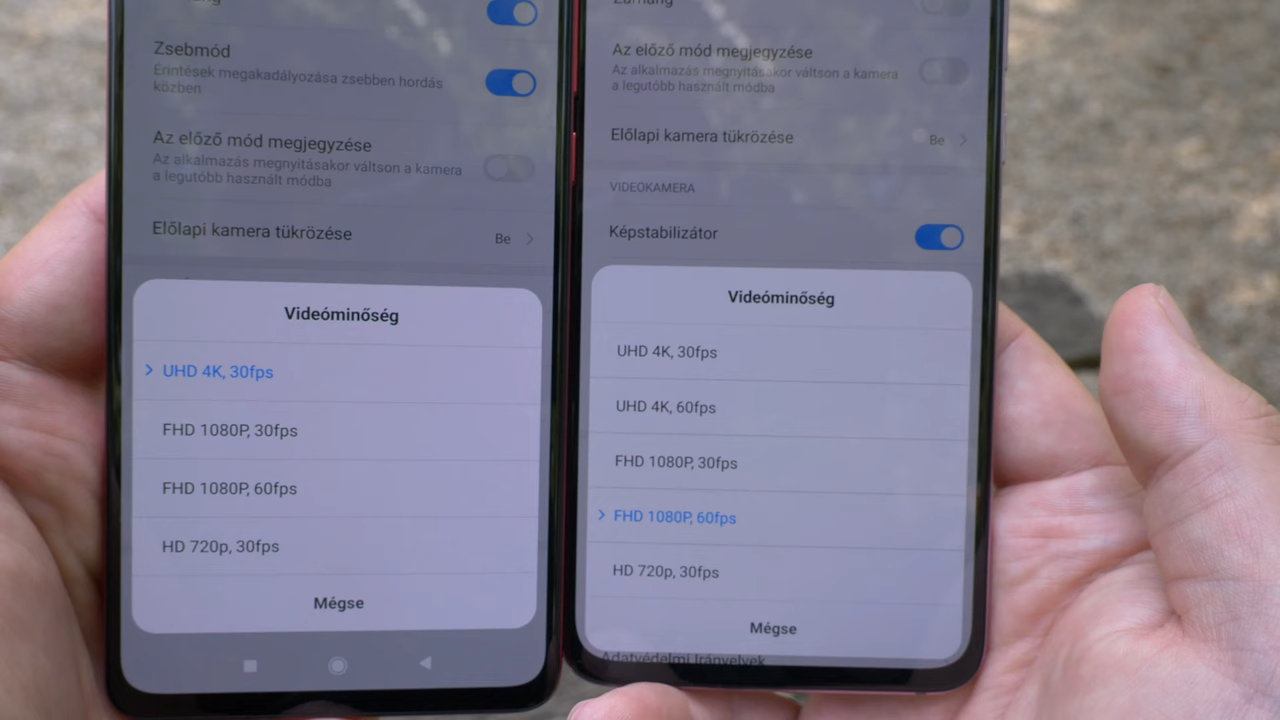 Zsebmód
Érintések megakadályozása zsebben hordás
közben
Az előző mód megjegyzése
Az alkalmazás megnyitásakor váltson a kamera
a legutóbb használt módba
Előlapi kamera tükrözése
Be
Videóminőség
UHD 4K, 30fps
FHD 1080P, 30fps
FHD 1080P, 60fps
HD 720p, 30fps
Mégse
Az előző mód megjegyzése
Az alkalmazás megnyitásakor váltson a kamera
a legutóbb használt módba
Előlapi kamera tükrözése
Be
VIDEOKAMERA
Képstabilizátor
Videóminőség
UHD 4K, 30fps
UHD 4K, 60fps
FHD 1080P, 30fps
FHD 1080P, 60fps
HD 720p, 30fps
Mégse
Adatvédelmi Irányelvek